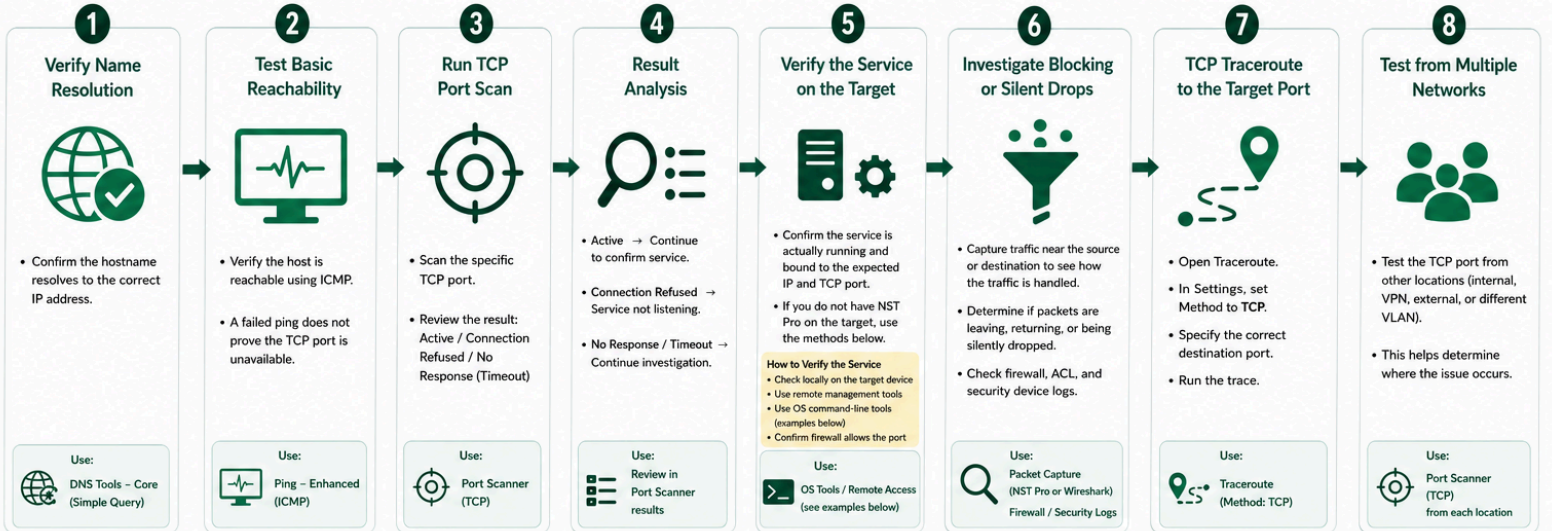 1
Verify Name
Resolution
• Confirm the hostname
resolves to the correct
IP address.
Use:
DNS Tools – Core
(Simple Query)
2
Test Basic
Reachability
• Verify the host is
reachable using ICMP.
• A failed ping does not
prove the TCP port is
unavailable.
Use:
Ping – Enhanced
(ICMP)
3
Run TCP
Port Scan
• Scan the specific
TCP port.
• Review the result:
Active / Connection
Refused / No
Response (Timeout)
Use:
Port Scanner
(TCP)
4
Result
Analysis
• Active → Continue
to confirm service.
• Connection Refused →
Service not listening.
• No Response / Timeout →
Continue investigation.
Use:
Review in
Port Scanner
results
5
Verify the Service
on the Target
• Confirm the service is
actually running and
bound to the expected
IP and TCP port.
• If you do not have NST
Pro on the target, use
the methods below.
How to Verify the Service
• Check locally on the target device
• Use remote management tools
• Use OS command-line tools
(examples below)
• Confirm firewall allows the port
Use:
OS Tools / Remote Access
(see examples below)
6
Investigate Blocking
or Silent Drops
• Capture traffic near the source
or destination to see how
the traffic is handled.
• Determine if packets are
leaving, returning, or being
silently dropped.
• Check firewall, ACL, and
security device logs.
Use:
Packet Capture
(NST Pro or Wireshark)
Firewall / Security Logs
7
TCP Traceroute
to the Target Port
• Open Traceroute.
• In Settings, set
Method to TCP.
• Specify the correct
destination port.
• Run the trace.
Use:
Traceroute
(Method: TCP)
8
Test from Multiple
Networks
• Test the TCP port from
other locations (internal,
VPN, external, or different
VLAN).
• This helps determine
where the issue occurs.
Use:
Port Scanner
(TCP)
from each location